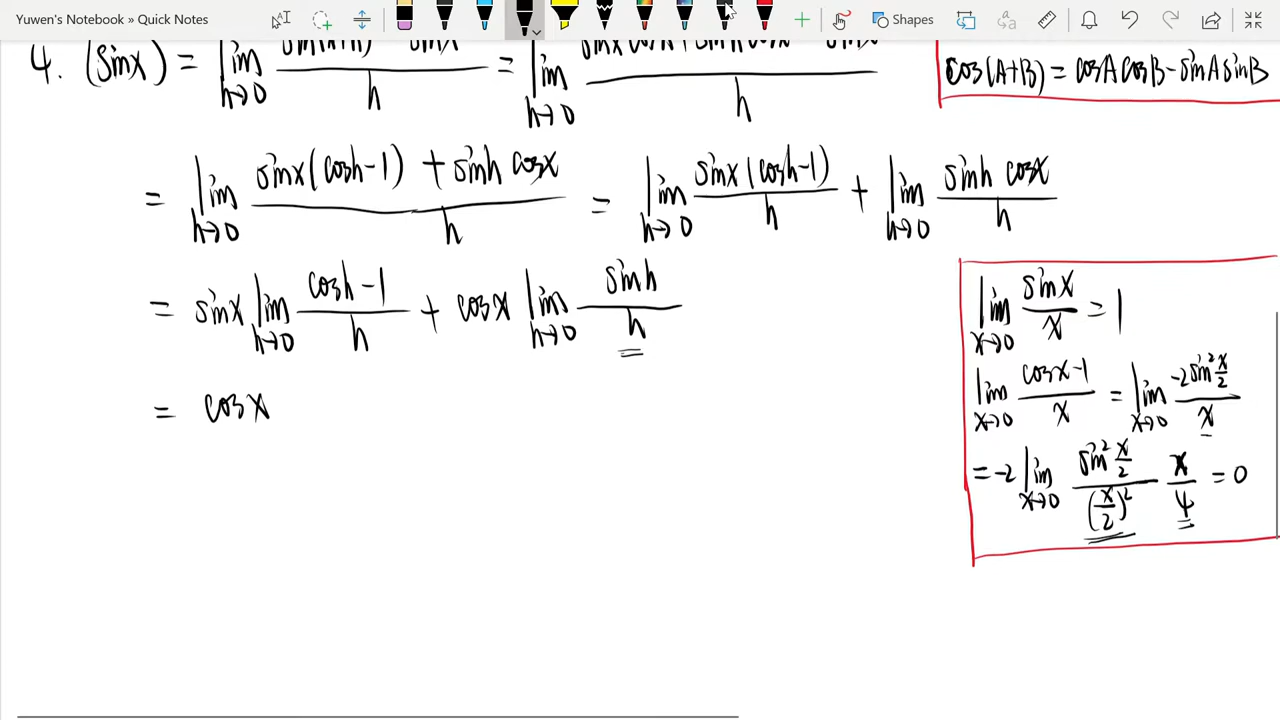 Yuwen's Notebook » Quick Notes
Shapes
4. (sinx) = lim h→0 sin(x+h) - sinx / h = lim h→0 sinx cosh + sinh cosx - sinx / h
cos(A+B) = cosA cosB - sinA sinB
= lim h→0 sinx(cosh-1) + sinh cosx / h = lim h→0 sinx(cosh-1) / h + lim h→0 sinh cosx / h
= sinx lim h→0 cosh-1 / h + cosx lim h→0 sinh / h
= cosx
lim x→0 sinx / x = 1
lim x→0 cosx-1 / x = lim x→0 -2sin² x/2 / x
= -2 lim x→0 sin² x/2 / (x/2)² x/4 = 0